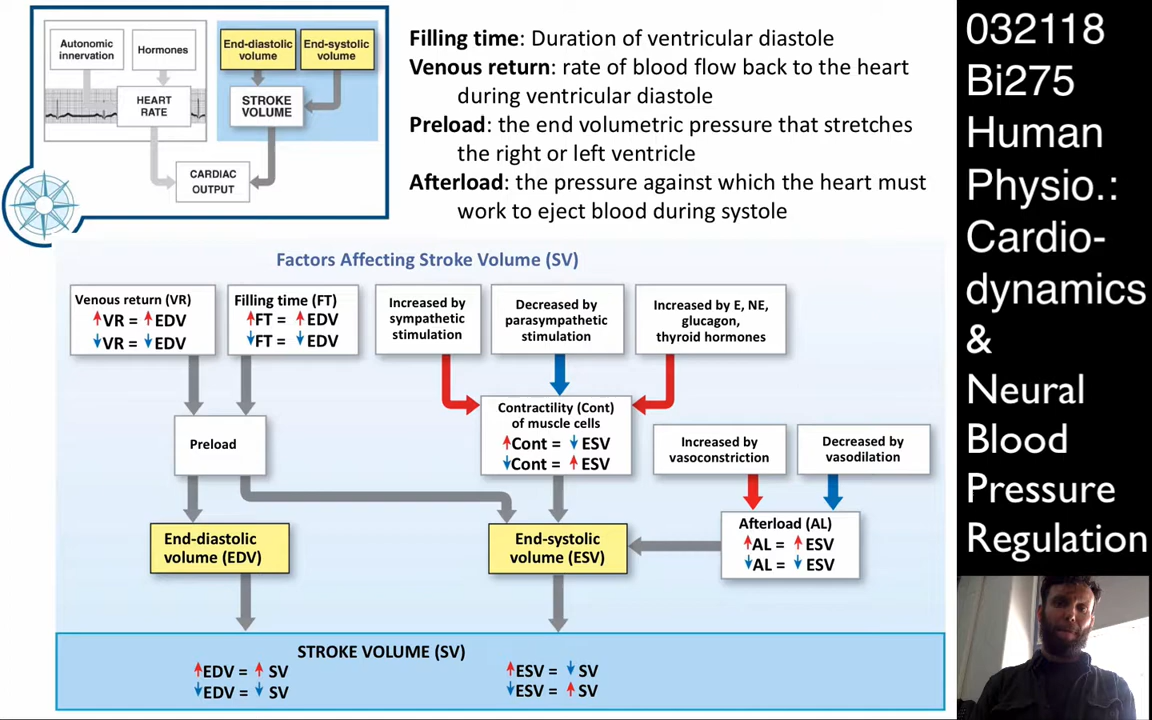 Autonomic
innervation
Hormones
End-diastolic
volume
End-systolic
volume
HEART
RATE
STROKE
VOLUME
CARDIAC
OUTPUT
Filling time: Duration of ventricular diastole
Venous return: rate of blood flow back to the heart
during ventricular diastole
Preload: the end volumetric pressure that stretches
the right or left ventricle
Afterload: the pressure against which the heart must
work to eject blood during systole
Factors Affecting Stroke Volume (SV)
Venous return (VR)
↑VR = ↑EDV
↓VR = ↓EDV
Filling time (FT)
↑FT = ↑EDV
↓FT = ↓EDV
Increased by
sympathetic
stimulation
Decreased by
parasympathetic
stimulation
Increased by E, NE,
glucagon,
thyroid hormones
Preload
Contractility (Cont)
of muscle cells
↑Cont = ↓ESV
↓Cont = ↑ESV
Increased by
vasoconstriction
Decreased by
vasodilation
End-diastolic
volume (EDV)
End-systolic
volume (ESV)
Afterload (AL)
↑AL = ↑ESV
↓AL = ↓ESV
STROKE VOLUME (SV)
↑EDV = ↑SV
↓EDV = ↓SV
↑ESV = ↓SV
↓ESV = ↑SV
032118
Bi275
Human
Physio.:
Cardio-
dynamics
&
Neural
Blood
Pressure
Regulation